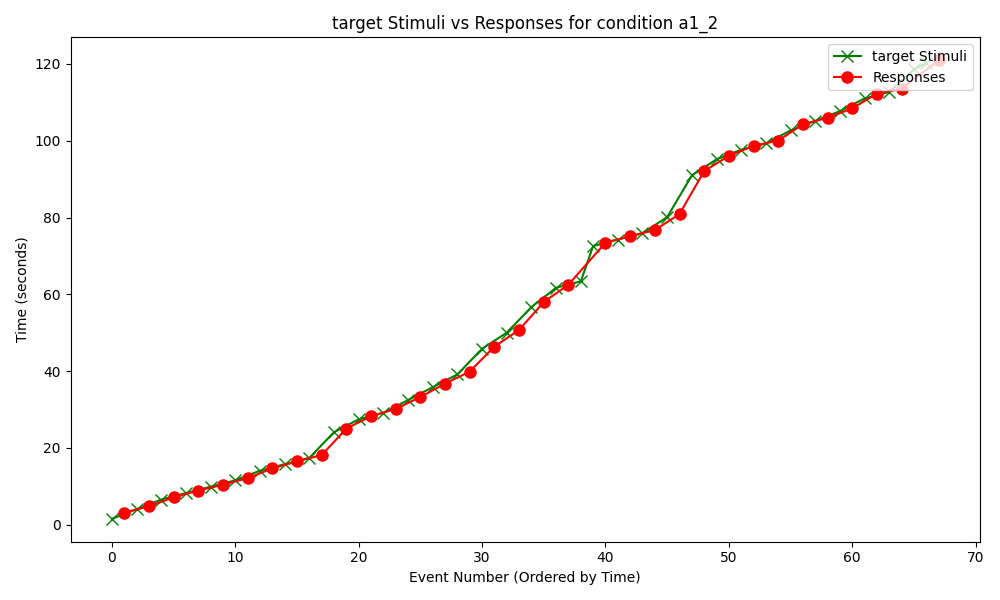 target Stimuli vs Responses for condition a1_2
target Stimuli
Responses
Time (seconds)
120
100
80
60
40
20
0
0 10 20 30 40 50 60 70
Event Number (Ordered by Time)